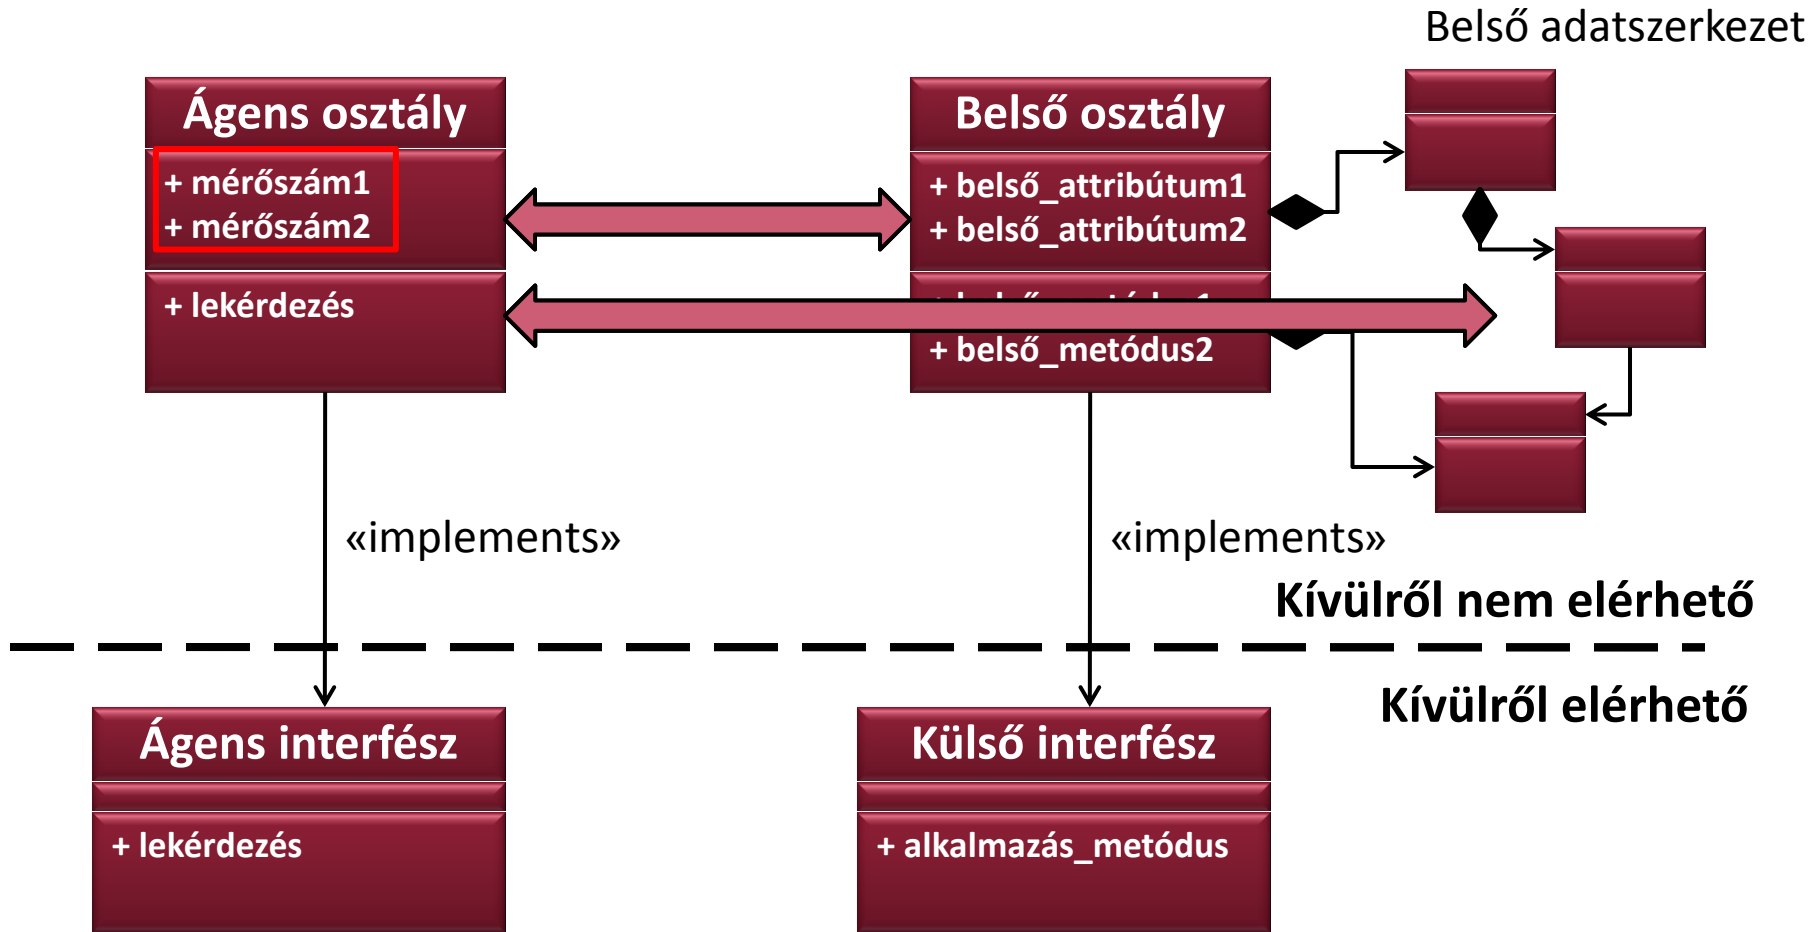 Belső adatszerkezet
Ágens osztály
+ mérőszám1
+ mérőszám2
+ lekérdezés
Belső osztály
+ belső_attribútum1
+ belső_attribútum2
+ belső_metódus2
«implements»
«implements»
Kívülről nem elérhető
Kívülről elérhető
Ágens interfész
+ lekérdezés
Külső interfész
+ alkalmazás_metódus